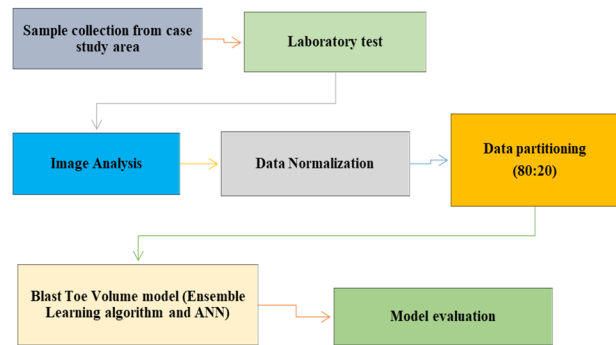 Sample collection from case
study area
Laboratory test
Image Analysis
Data Normalization
Data partitioning
(80:20)
Blast Toe Volume model (Ensemble
Learning algorithm and ANN)
Model evaluation